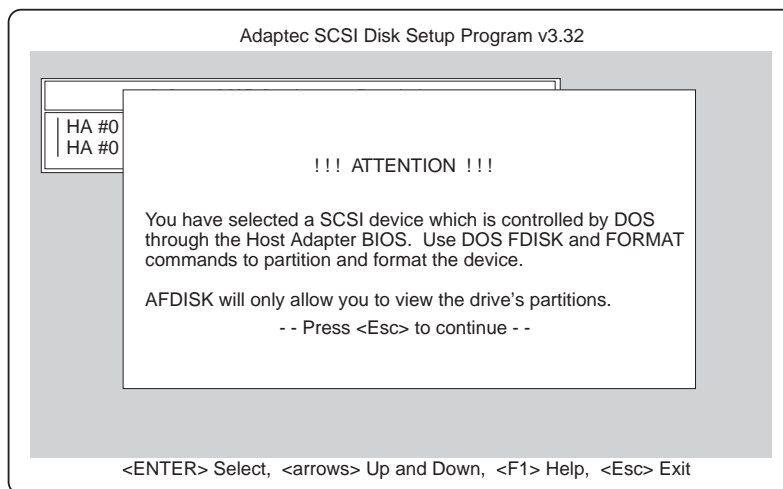 Adaptec SCSI Disk Setup Program v3.32
HA #0
HA #0
! ! !  ATTENTION  ! ! !
You have selected a SCSI device which is controlled by DOS
through the Host Adapter BIOS.  Use DOS FDISK and FORMAT
commands to partition and format the device.
AFDISK will only allow you to view the drive's partitions.
- - Press <Esc> to continue - -
<ENTER> Select,  <arrows> Up and Down,  <F1> Help,  <Esc> Exit